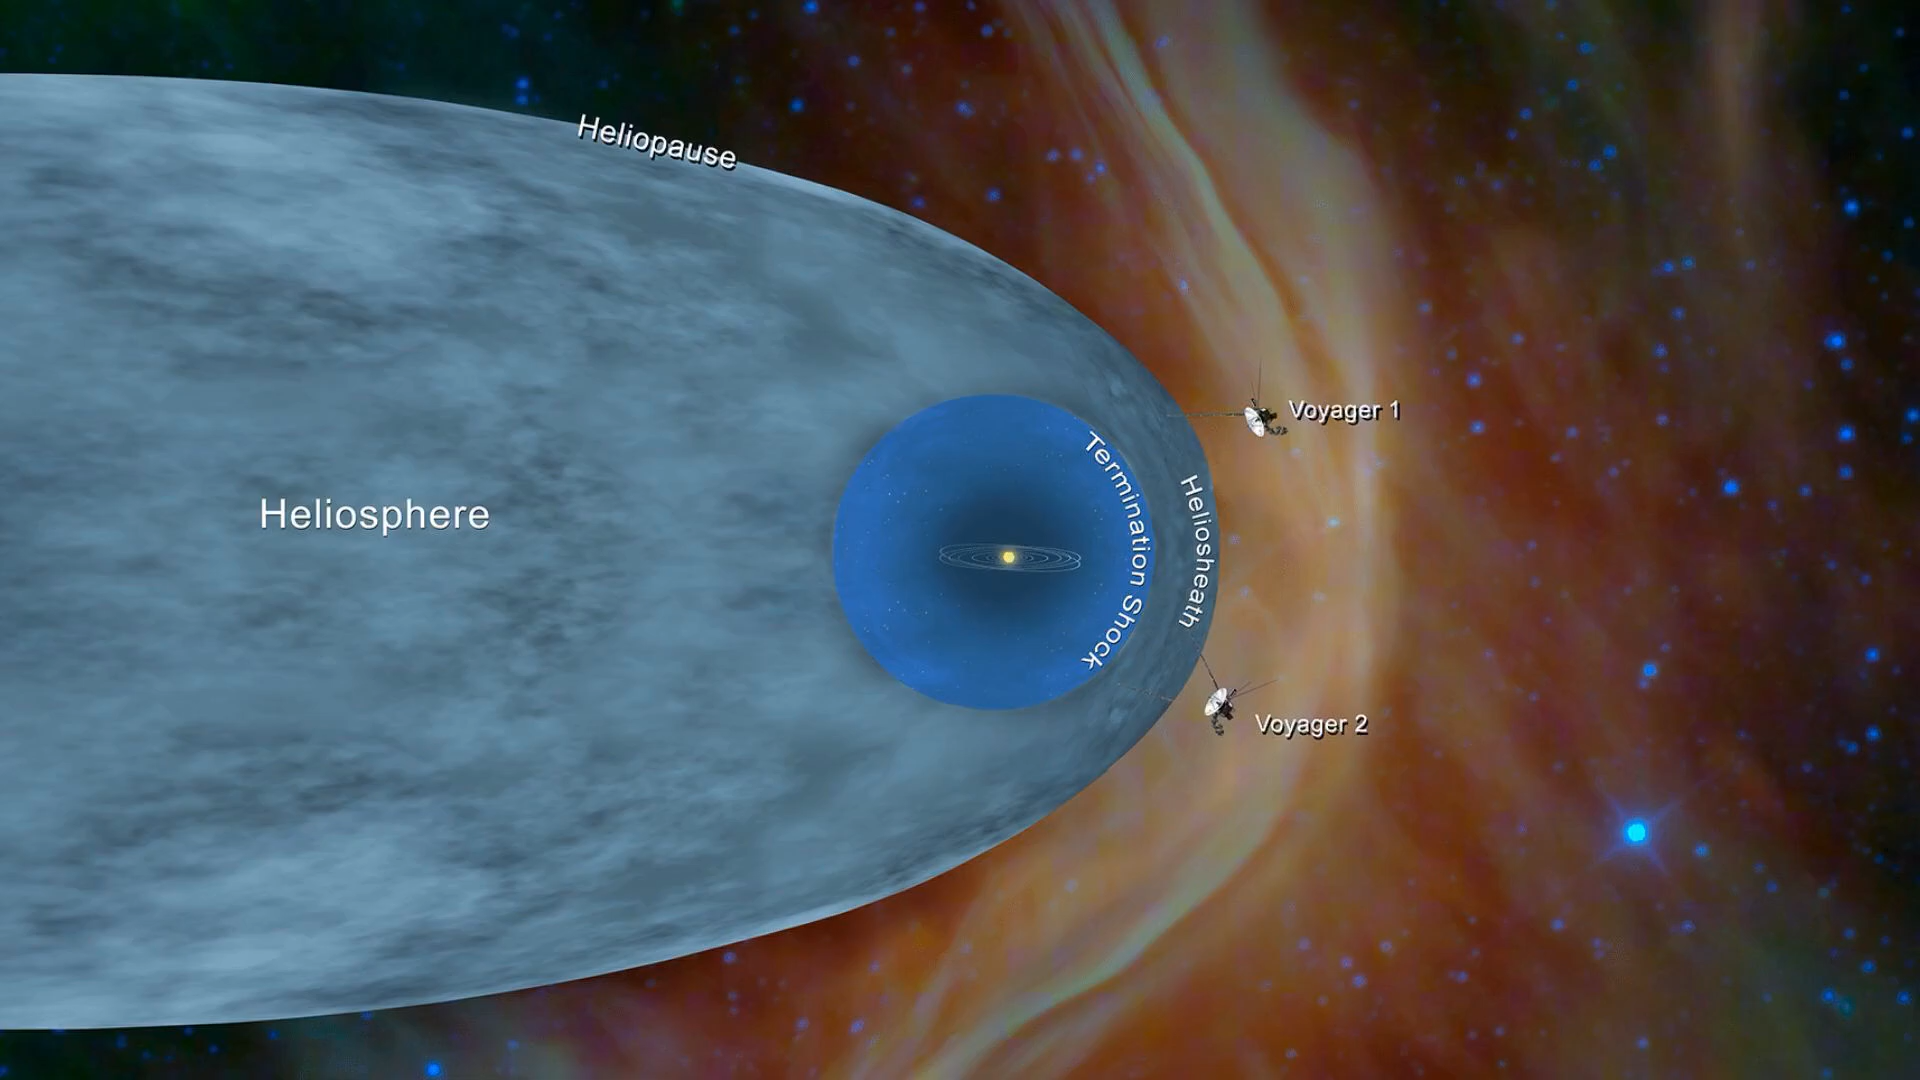 Heliopause
Voyager 1
Termination Shock
Heliosheath
Heliosphere
Voyager 2